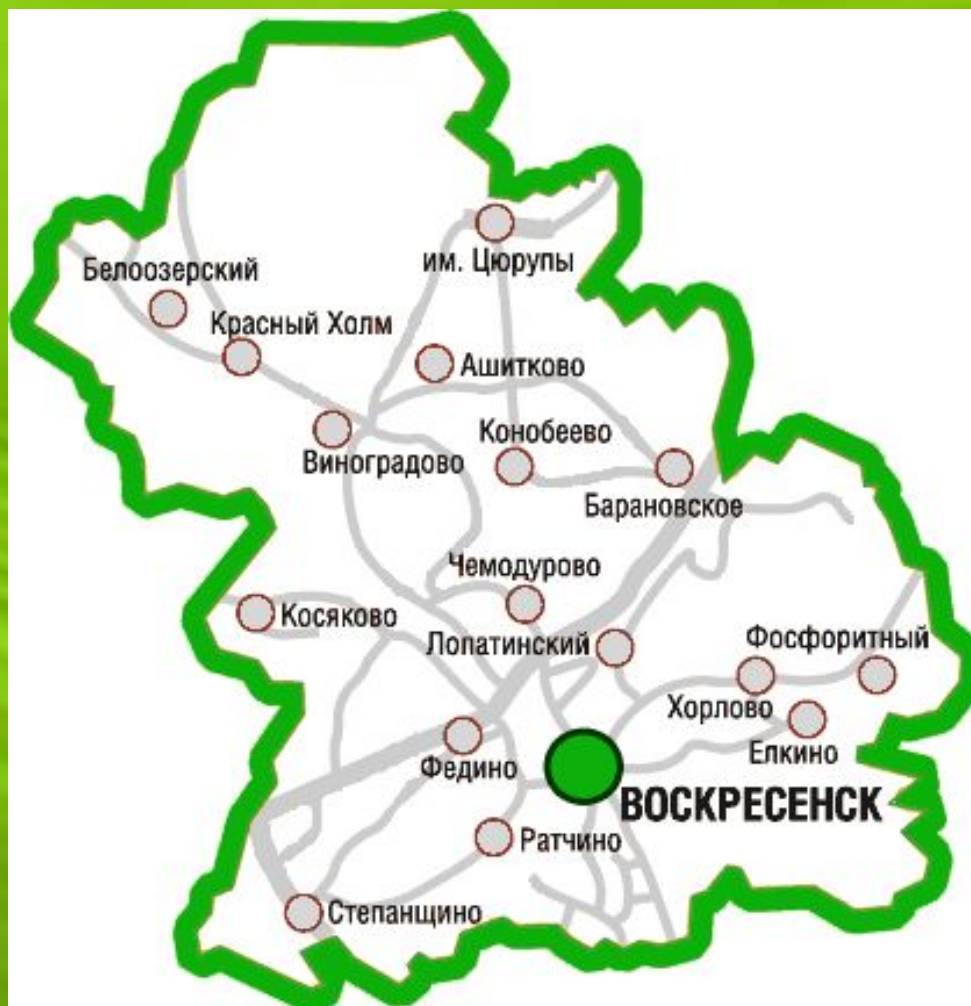 им. Цюрупы
Белоозерский
Красный Холм
Ашитково
Конобеево
Виноградово
Барановское
Чемодурово
Косяково
Лопатинский
Фосфоритный
Хорлово
Елкино
Федино
ВОСКРЕСЕНСК
Ратчино
Степанщино